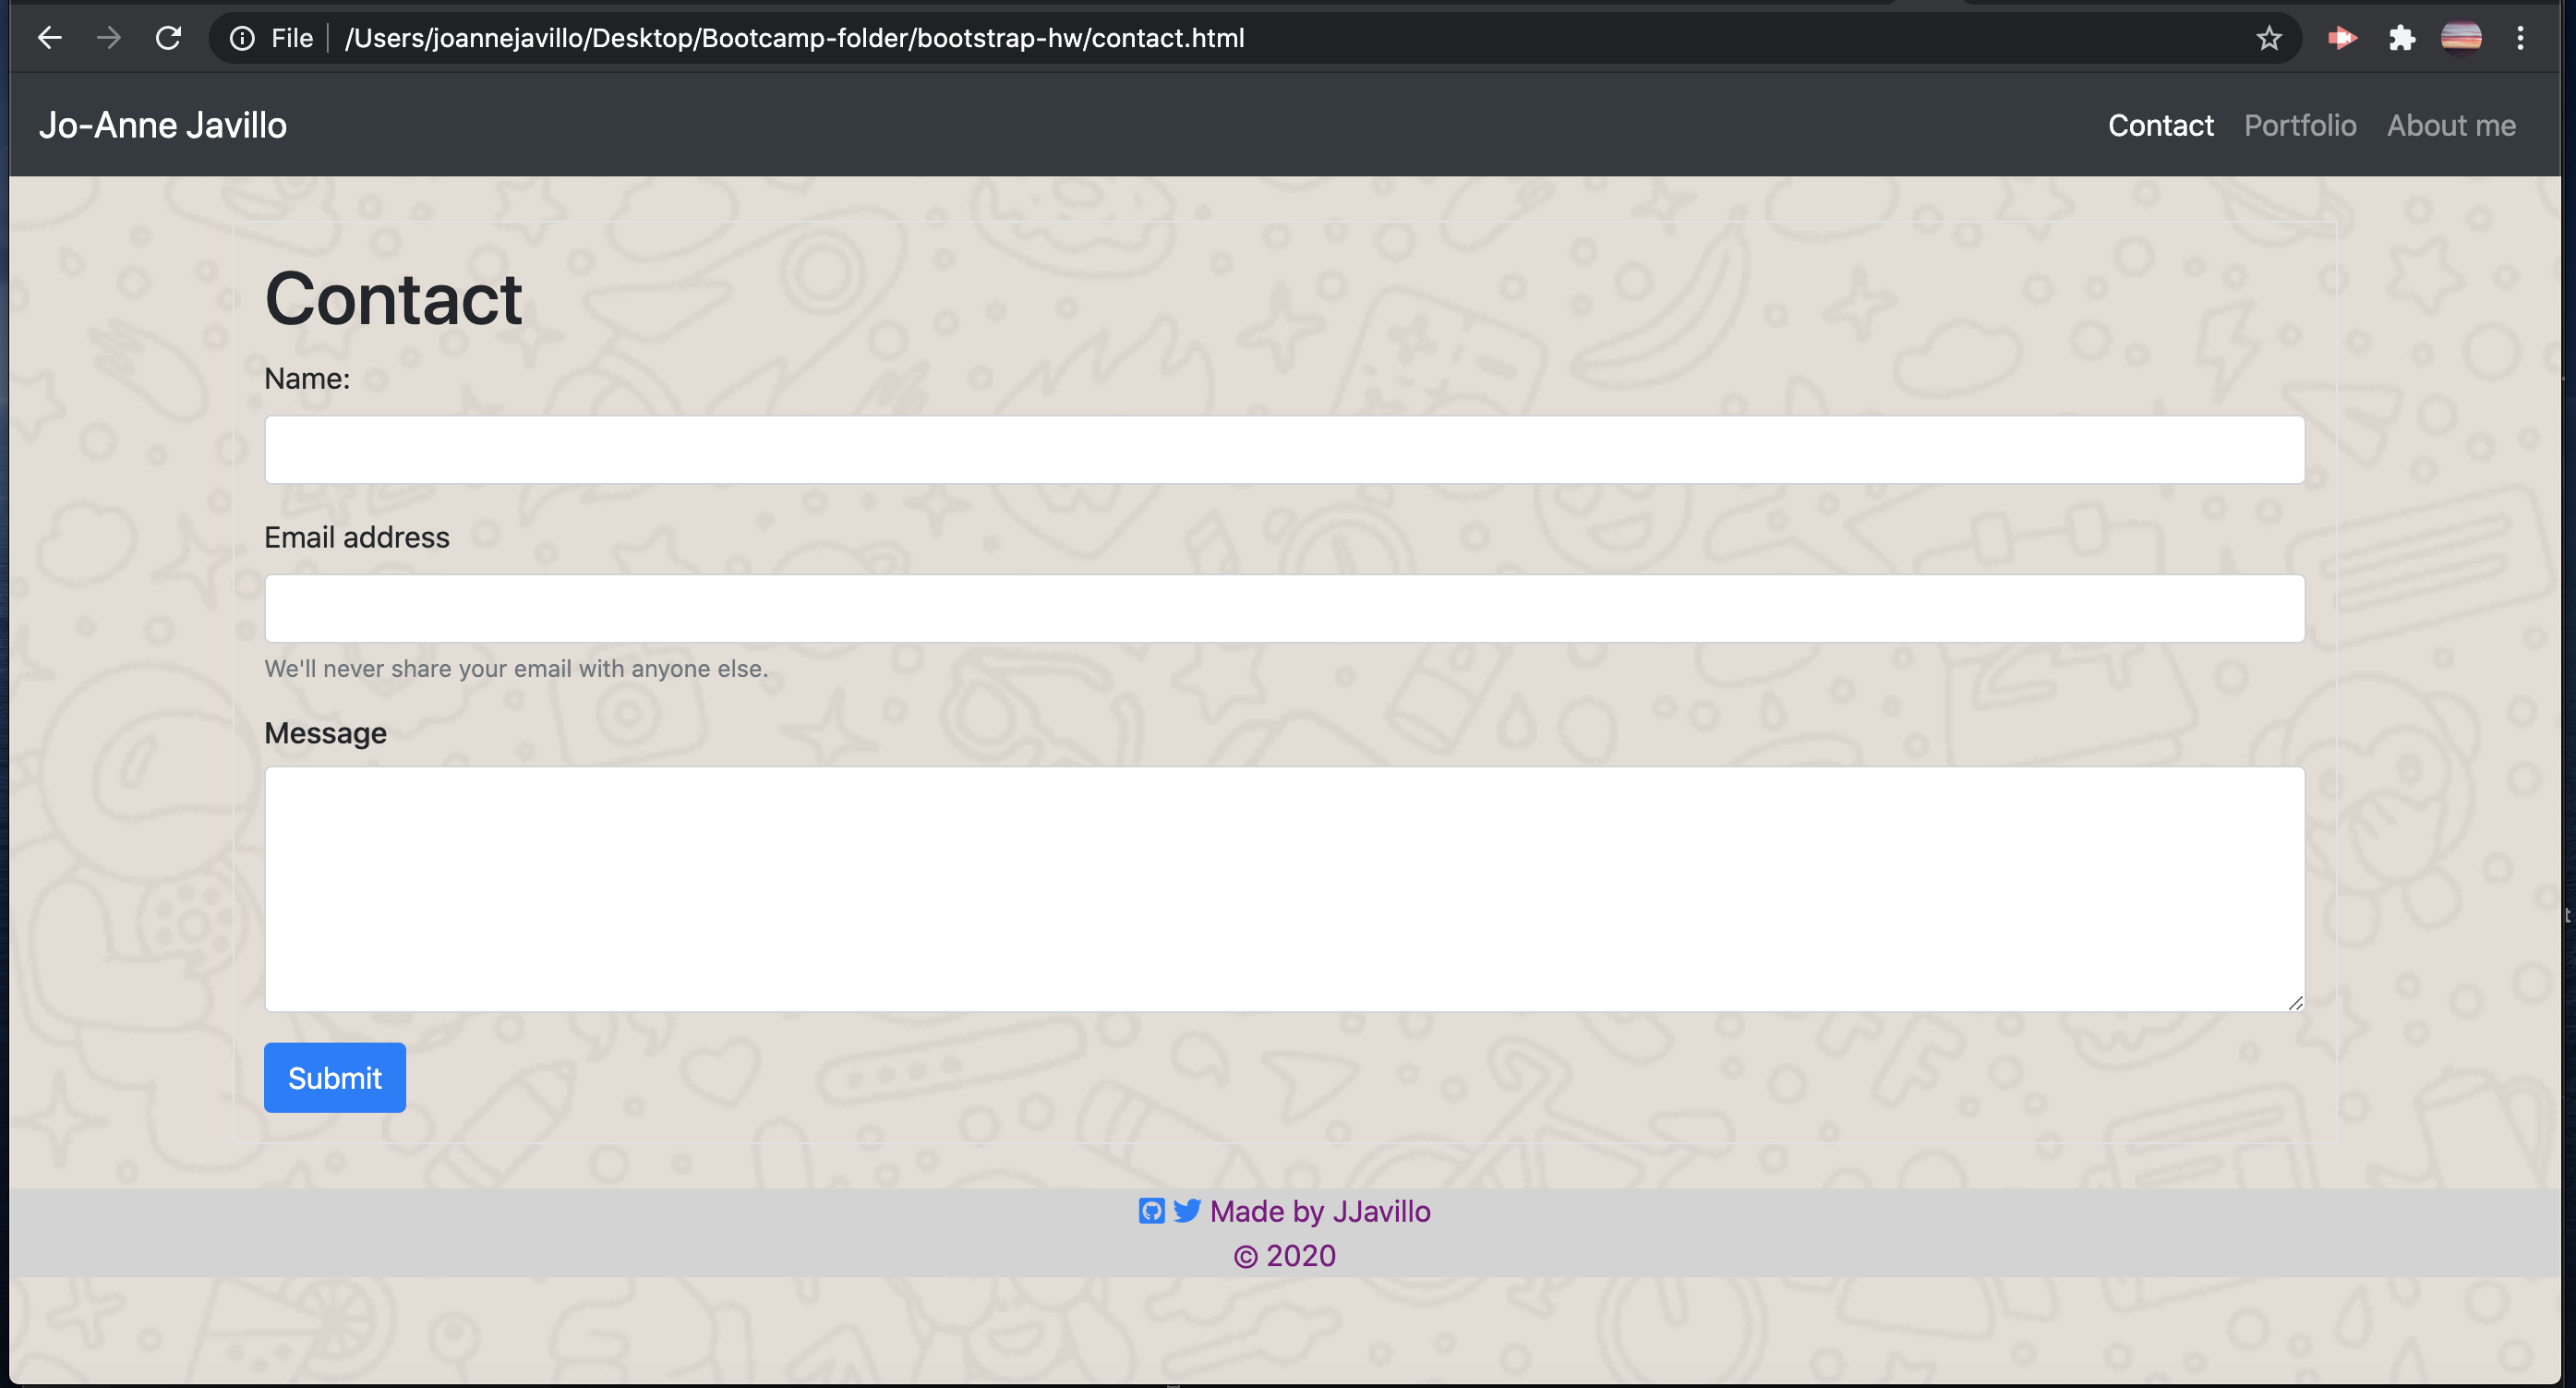 File /Users/joannejavillo/Desktop/Bootcamp-folder/bootstrap-hw/contact.html
Jo-Anne Javillo Contact Portfolio About me
Contact
Name:
Email address
We'll never share your email with anyone else.
Message
t
Submit
Made by JJavillo
© 2020